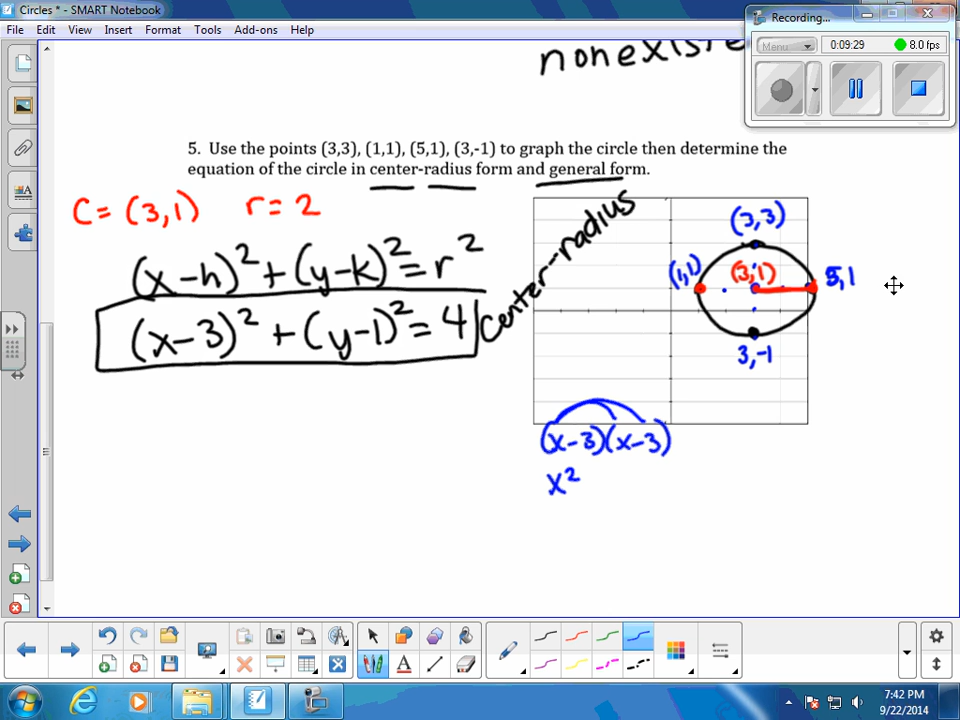 Circles * - SMART Notebook
File Edit View Insert Format Tools Add-ons Help
Recording...
Menu
0:09:29
8.0 fps
nonexiste
5. Use the points (3,3), (1,1), (5,1), (3,-1) to graph the circle then determine the
equation of the circle in center-radius form and general form.
C = (3,1) r = 2
(x-h)² + (y-k)² = r²
(x-3)² + (y-1)² = 4
center-radius
(3,3)
(1,1)
(3,1)
5,1
3,-1
(x-3)(x-3)
x²
7:42 PM
9/22/2014